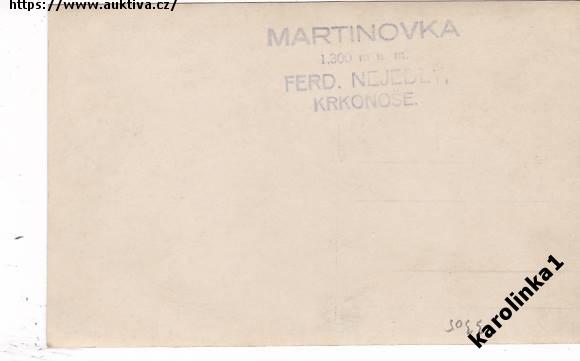 https://www.auktiva.cz/
MARTINOVKA
1.300 m n. m.
FERD. NEJEDLÝ,
KRKONOŠE.
karolinka1